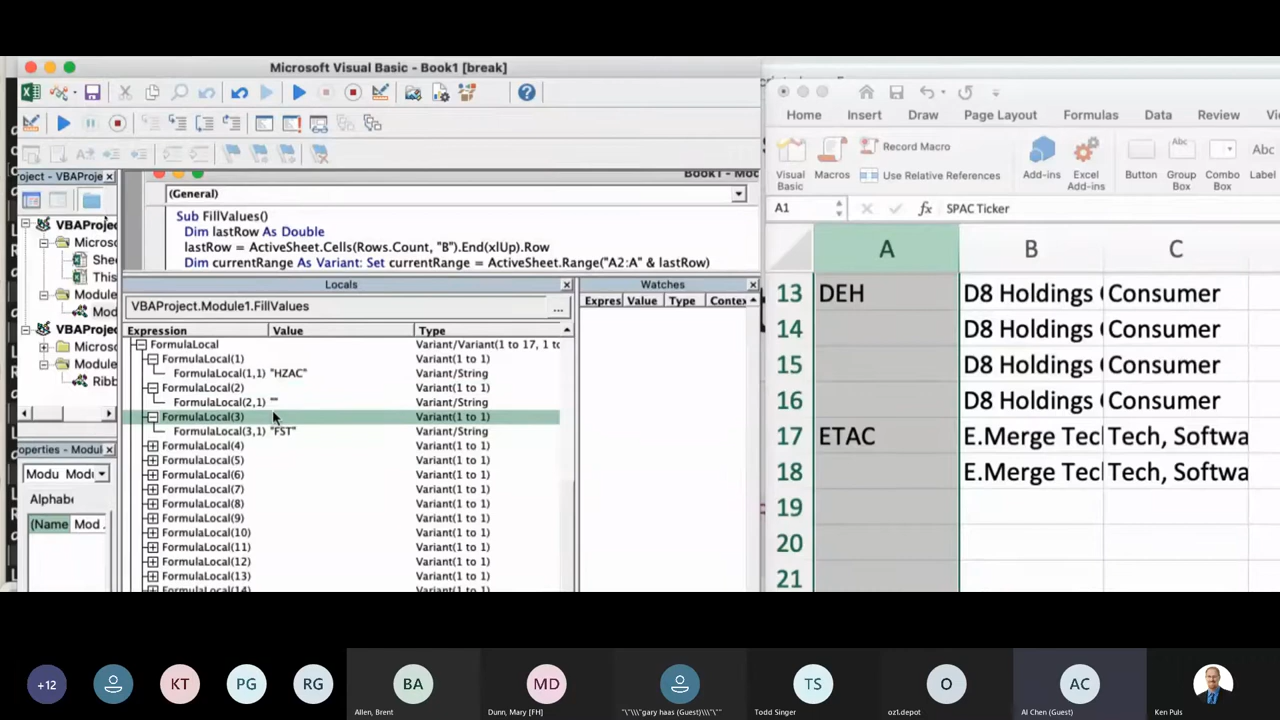 Microsoft Visual Basic - Book1 [break]
roject - VBAProje
VBAProjec
Micros
Shee
This
Module
Mod
VBAProjec
Micros
Module
Ribb
roperties - Modul
Modu Modu
Alphabe
(Name Mod
(General)
Sub FillValues()
Dim lastRow As Double
lastRow = ActiveSheet.Cells(Rows.Count, "B").End(xlUp).Row
Dim currentRange As Variant: Set currentRange = ActiveSheet.Range("A2:A" & lastRow)
Locals
VBAProject.Module1.FillValues
...
Expression Value Type
FormulaLocal Variant/Variant(1 to 17, 1 to
FormulaLocal(1) Variant(1 to 1)
FormulaLocal(1,1) "HZAC" Variant/String
FormulaLocal(2) Variant(1 to 1)
FormulaLocal(2,1) "" Variant/String
FormulaLocal(3) Variant(1 to 1)
FormulaLocal(3,1) "FST" Variant/String
FormulaLocal(4) Variant(1 to 1)
FormulaLocal(5) Variant(1 to 1)
FormulaLocal(6) Variant(1 to 1)
FormulaLocal(7) Variant(1 to 1)
FormulaLocal(8) Variant(1 to 1)
FormulaLocal(9) Variant(1 to 1)
FormulaLocal(10) Variant(1 to 1)
FormulaLocal(11) Variant(1 to 1)
FormulaLocal(12) Variant(1 to 1)
FormulaLocal(13) Variant(1 to 1)
Watches
Expres Value Type Contex
Home Insert Draw Page Layout Formulas Data Review Vi
Visual Basic
Macros
Record Macro
Use Relative References
Add-ins
Excel Add-ins
Button
Group Box
Combo Box
Abc
Label
A1 fx SPAC Ticker
A B C
13 DEH D8 Holdings Consumer
14 D8 Holdings Consumer
15 D8 Holdings Consumer
16 D8 Holdings Consumer
17 ETAC E.Merge Tec Tech, Softwa
18 E.Merge Tec Tech, Softwa
19
20
21
+12
KT
PG
RG
BA
Allen, Brent
MD
Dunn, Mary [FH]
"\"\\\"gary haas (Guest)\\\"\""
TS
Todd Singer
O
oz1.depot
AC
Al Chen (Guest)
Ken Puls